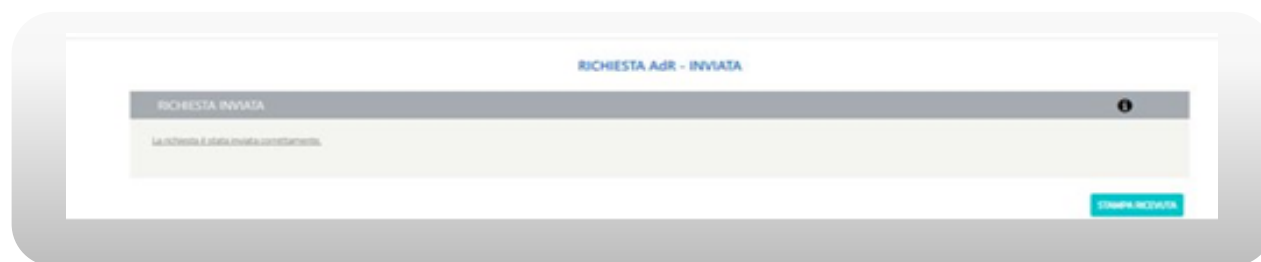 RICHIESTA AdR - INVIATA
RICHIESTA INVIATA
La richiesta è stata inviata correttamente.
STAMPA RICEVUTA